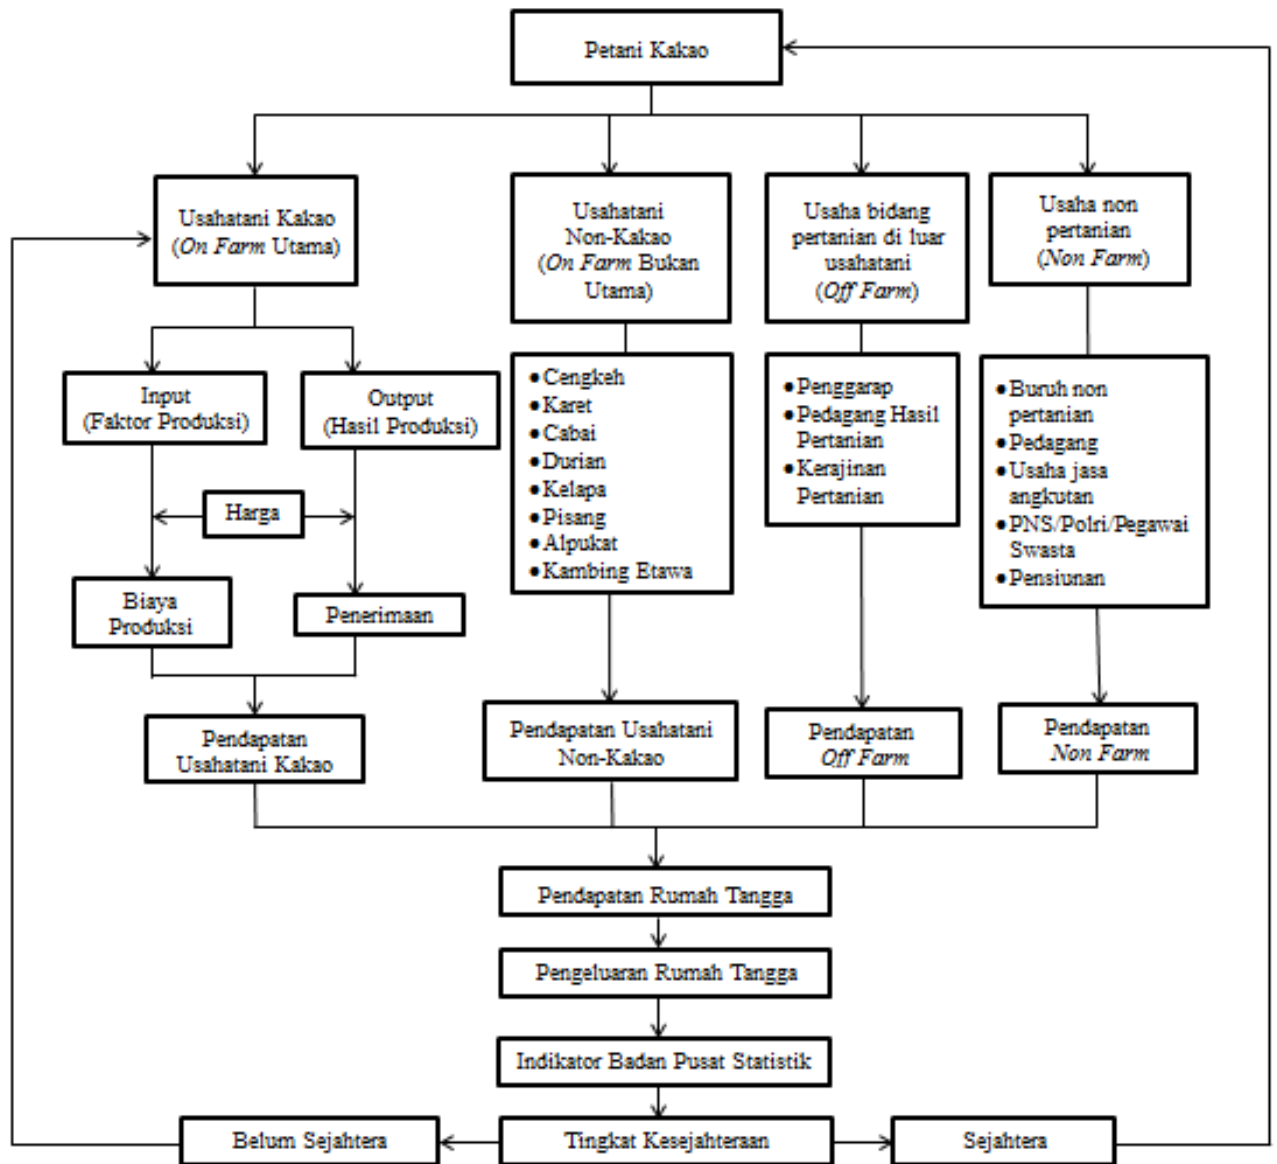 Petani Kakao
Usahatani Kakao
(On Farm Utama)
Usahatani
Non-Kakao
(On Farm Bukan
Utama)
Usaha bidang
pertanian di luar
usahatani
(Off Farm)
Usaha non
pertanian
(Non Farm)
Input
(Faktor Produksi)
Output
(Hasil Produksi)
Harga
Biaya
Produksi
Penerimaan
●Cengkeh
●Karet
●Cabai
●Durian
●Kelapa
●Pisang
●Alpukat
●Kambing Etawa
●Penggarap
●Pedagang Hasil
Pertanian
●Kerajinan
Pertanian
●Buruh non
pertanian
●Pedagang
●Usaha jasa
angkutan
●PNS/Polri/Pegawai
Swasta
●Pensiunan
Pendapatan
Usahatani Kakao
Pendapatan Usahatani
Non-Kakao
Pendapatan
Off Farm
Pendapatan
Non Farm
Pendapatan Rumah Tangga
Pengeluaran Rumah Tangga
Indikator Badan Pusat Statistik
Belum Sejahtera
Tingkat Kesejahteraan
Sejahtera